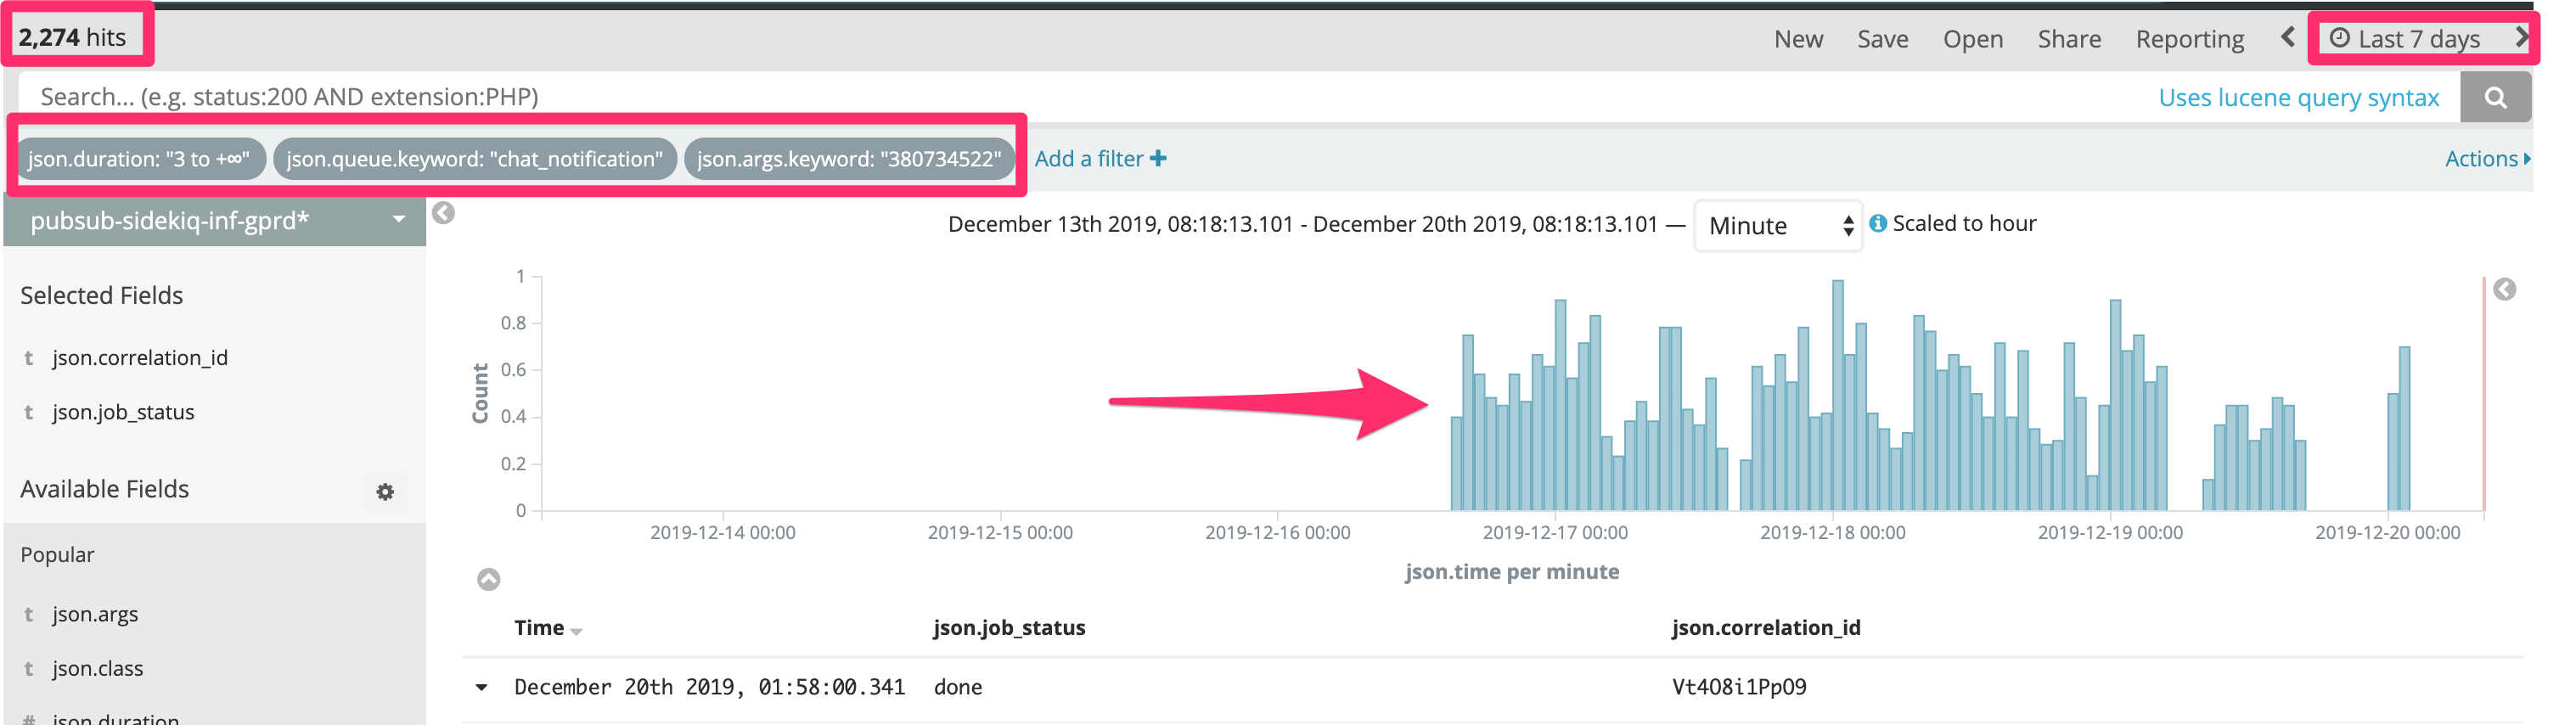 2,274 hits
New Save Open Share Reporting Last 7 days
Search... (e.g. status:200 AND extension:PHP)
Uses lucene query syntax
json.duration: "3 to +∞" json.queue.keyword: "chat_notification" json.args.keyword: "380734522" Add a filter
Actions
pubsub-sidekiq-inf-gprd*
Selected Fields
t json.correlation_id
t json.job_status
Available Fields
Popular
t json.args
t json.class
# json.duration
December 13th 2019, 08:18:13.101 - December 20th 2019, 08:18:13.101 — Minute Scaled to hour
Count
1
0.8
0.6
0.4
0.2
0
2019-12-14 00:00 2019-12-15 00:00 2019-12-16 00:00 2019-12-17 00:00 2019-12-18 00:00 2019-12-19 00:00 2019-12-20 00:00
json.time per minute
Time json.job_status json.correlation_id
December 20th 2019, 01:58:00.341 done Vt4O8i1PpO9